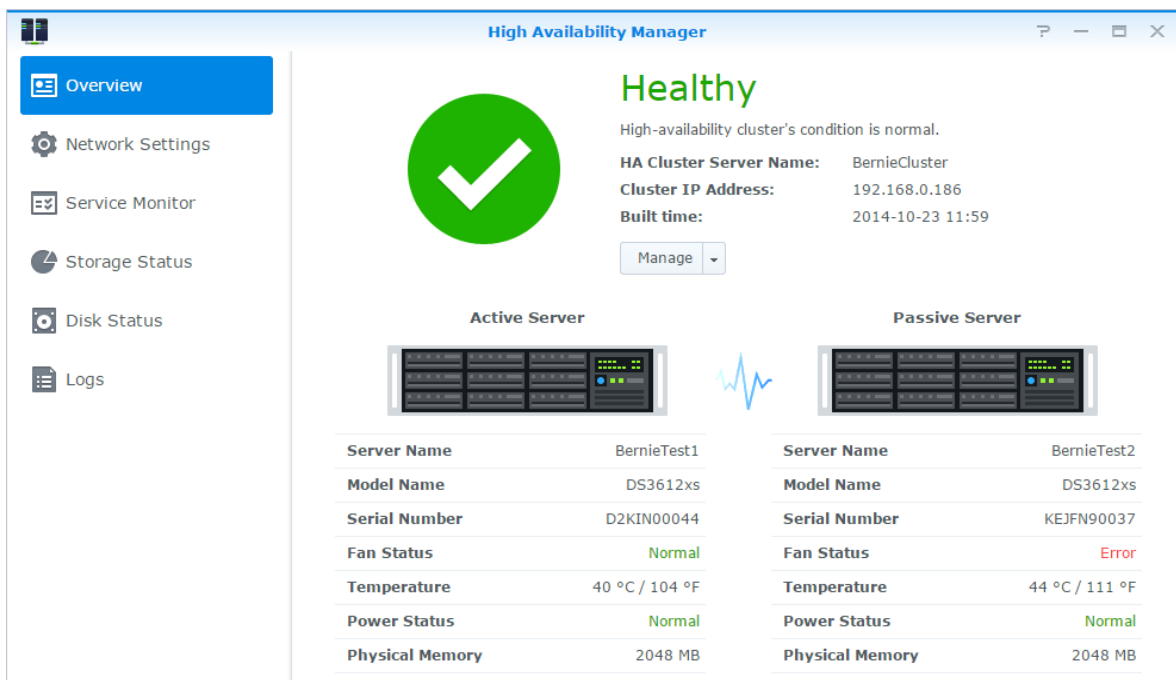 High Availability Manager
Overview
Network Settings
Service Monitor
Storage Status
Disk Status
Logs
Healthy
High-availability cluster's condition is normal.
HA Cluster Server Name: BernieCluster
Cluster IP Address: 192.168.0.186
Built time: 2014-10-23 11:59
Manage
Active Server
Server Name BernieTest1
Model Name DS3612xs
Serial Number D2KIN00044
Fan Status Normal
Temperature 40 °C / 104 °F
Power Status Normal
Physical Memory 2048 MB
Passive Server
Server Name BernieTest2
Model Name DS3612xs
Serial Number KEJFN90037
Fan Status Error
Temperature 44 °C / 111 °F
Power Status Normal
Physical Memory 2048 MB